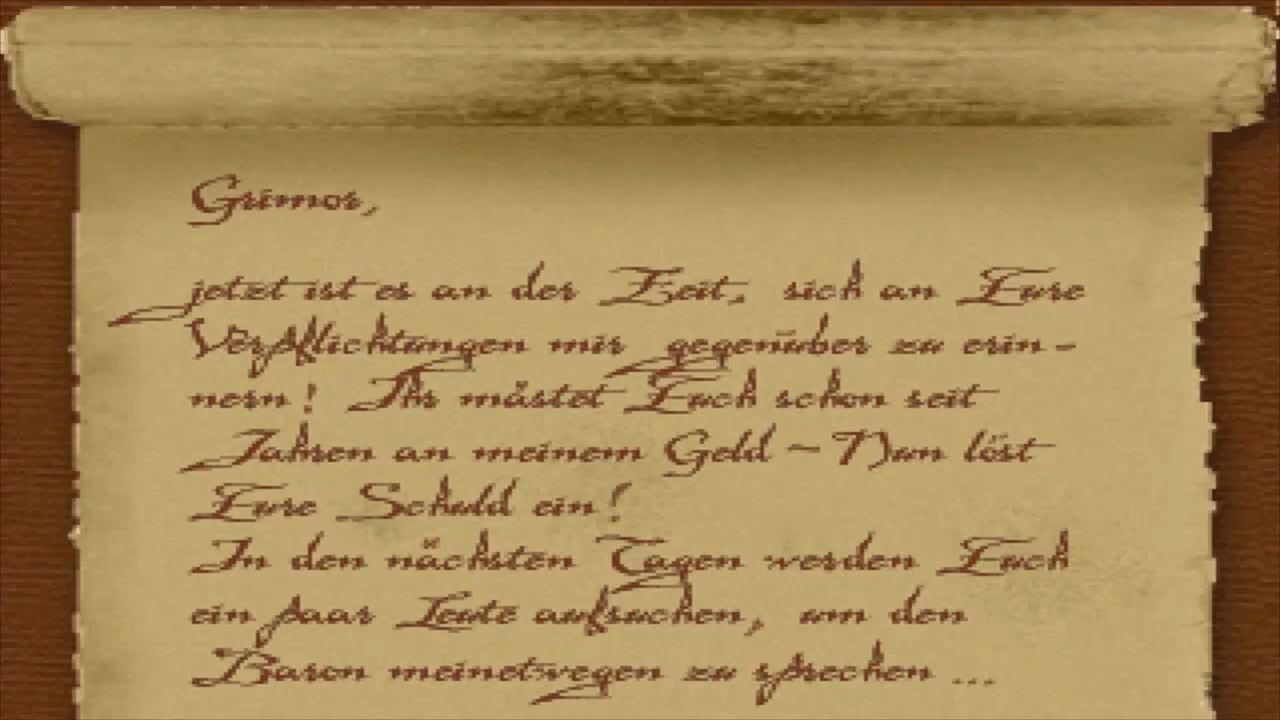 Grimor,
jetzt ist es an der Zeit, sich an Eure
Verpflichtungen mir gegenüber zu erin-
nern! Ihr mästet Euch schon seit
Jahren an meinem Geld ~ Nun löst
Eure Schuld ein!
In den nächsten Tagen werden Euch
ein paar Leute aufsuchen, um den
Baron meinetwegen zu sprechen ...